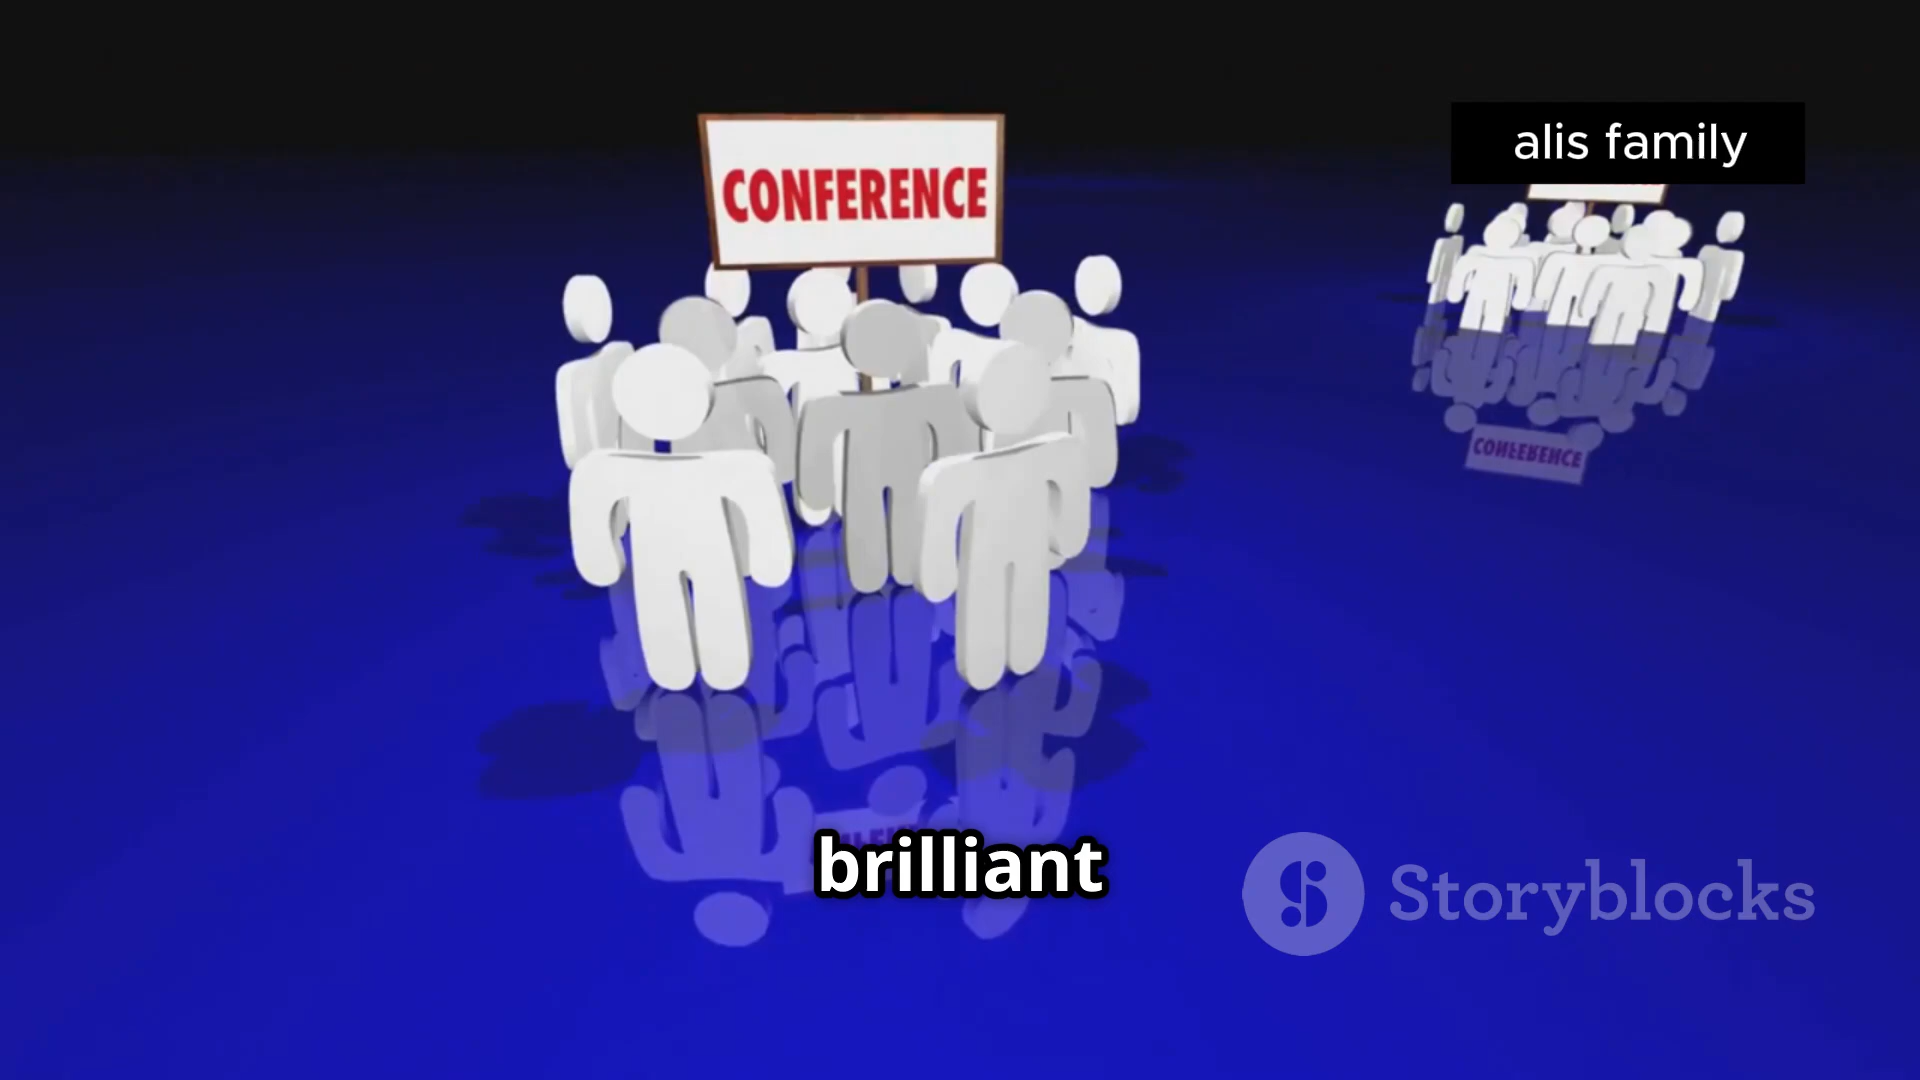 CONFERENCE
alis family
CONFERENCE
brilliant
Storyblocks